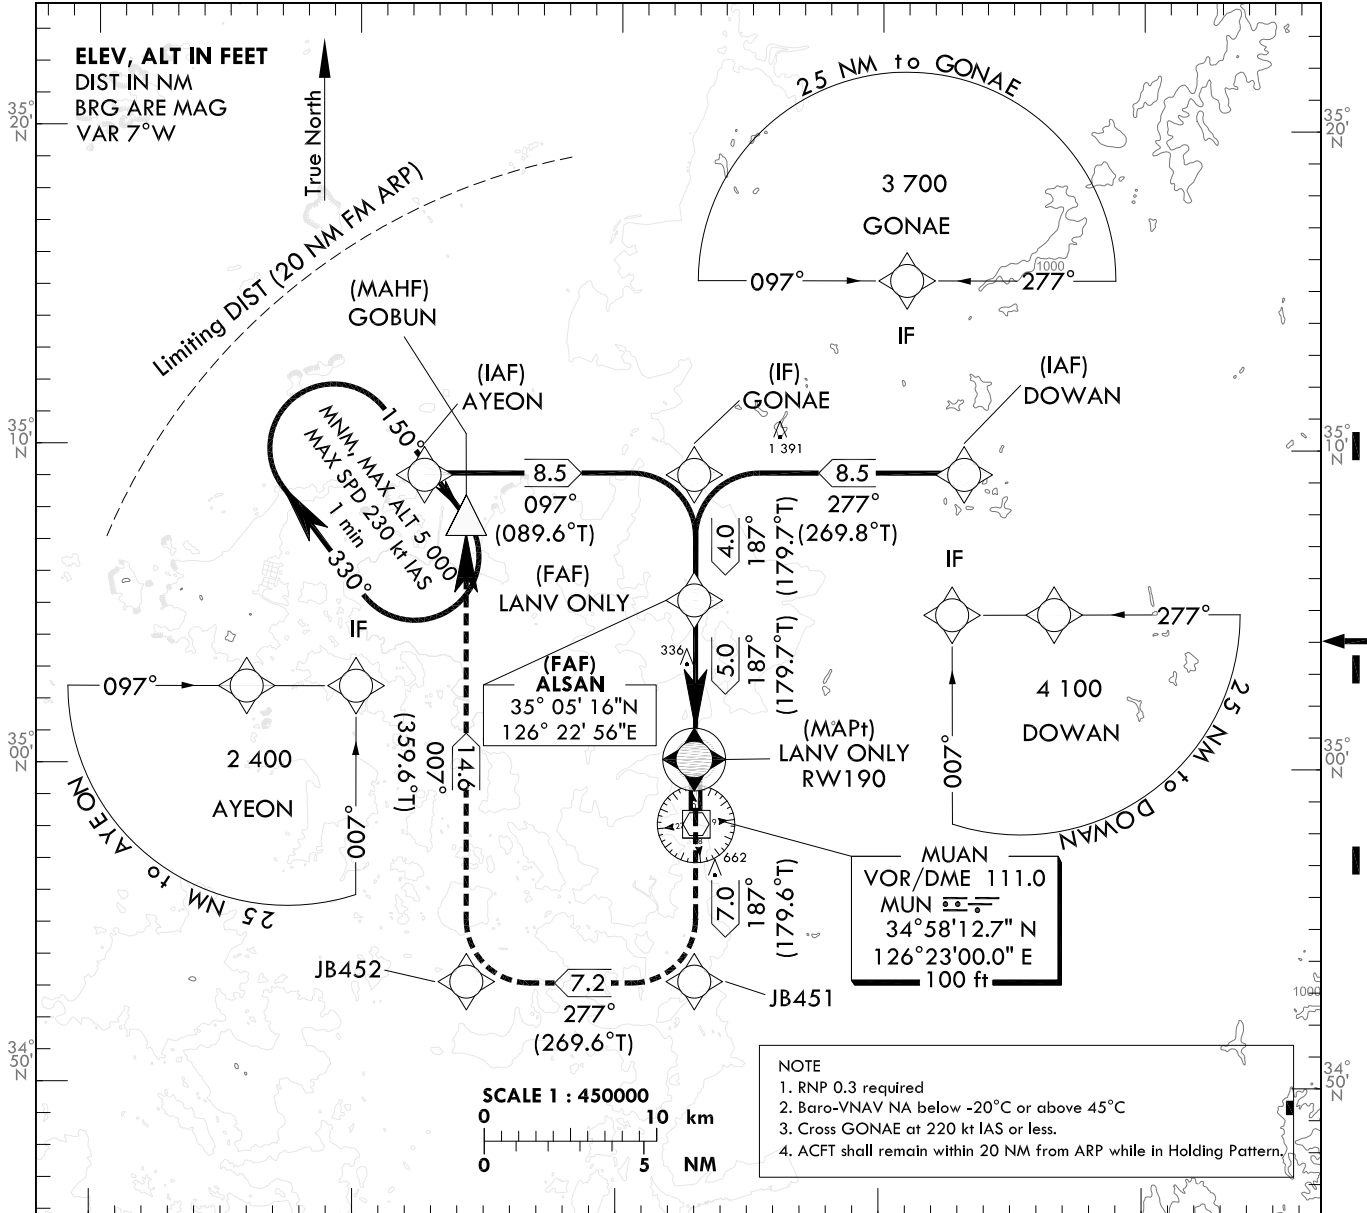 ELEV, ALT IN FEET
DIST IN NM
BRG ARE MAG
VAR 7°W
True North
35°
20'
N
35°
20'
N
Limiting DIST (20 NM FM ARP)
25 NM to GONAE
3 700
GONAE
097°
277°
1000
IF
(MAHF)
GOBUN
(IAF)
AYEON
(IF)
GONAE
(IAF)
DOWAN
1 391
35°
10'
N
35°
10'
N
150°
MNM, MAX ALT 5 000
MAX SPD 230 kt IAS
1 min
330°
8.5
097°
(089.6°T)
8.5
277°
(269.8°T)
4.0
187°
(179.7°T)
(FAF)
LANV ONLY
IF
IF
277°
336
5.0
187°
(179.7°T)
(FAF)
ALSAN
35° 05' 16"N
126° 22' 56"E
097°
2 400
AYEON
007°
25 NM to AYEON
(359.6°T)
007°
14.6
(MAPt)
LANV ONLY
RW190
4 100
DOWAN
007°
25 NM to DOWAN
35°
00'
N
35°
00'
N
662
7.0
187°
(179.6°T)
MUAN
VOR/DME 111.0
MUN
34°58'12.7" N
126°23'00.0" E
100 ft
JB452
7.2
277°
(269.6°T)
JB451
1000
34°
50'
N
34°
50'
N
SCALE 1 : 450000
0 10 km
0 5 NM
NOTE
1. RNP 0.3 required
2. Baro-VNAV NA below -20°C or above 45°C
3. Cross GONAE at 220 kt IAS or less.
4. ACFT shall remain within 20 NM from ARP while in Holding Pattern.